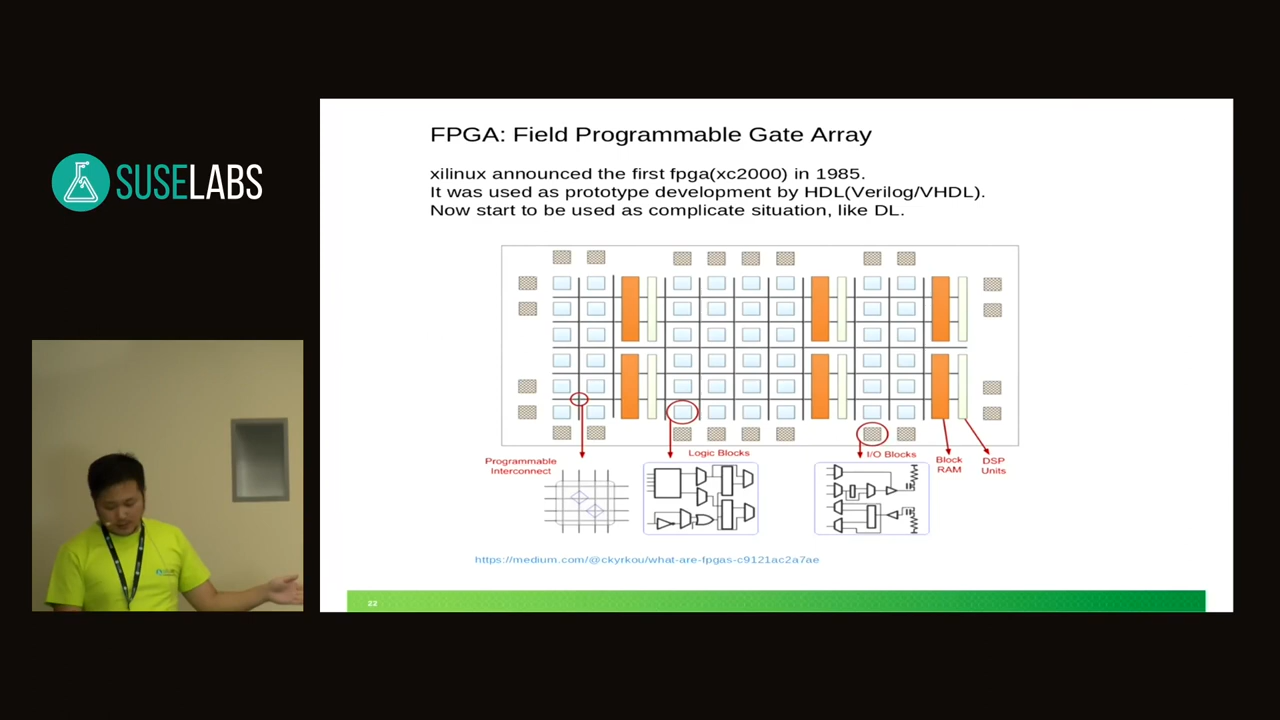 SUSELABS
FPGA: Field Programmable Gate Array
xilinux announced the first fpga(xc2000) in 1985.
It was used as prototype development by HDL(Verilog/VHDL).
Now start to be used as complicate situation, like DL.
Programmable
Interconnect
Logic Blocks
I/O Blocks
Block
RAM
DSP
Units
https://medium.com/@ckyrkou/what-are-fpgas-c9121ac2a7ae
22